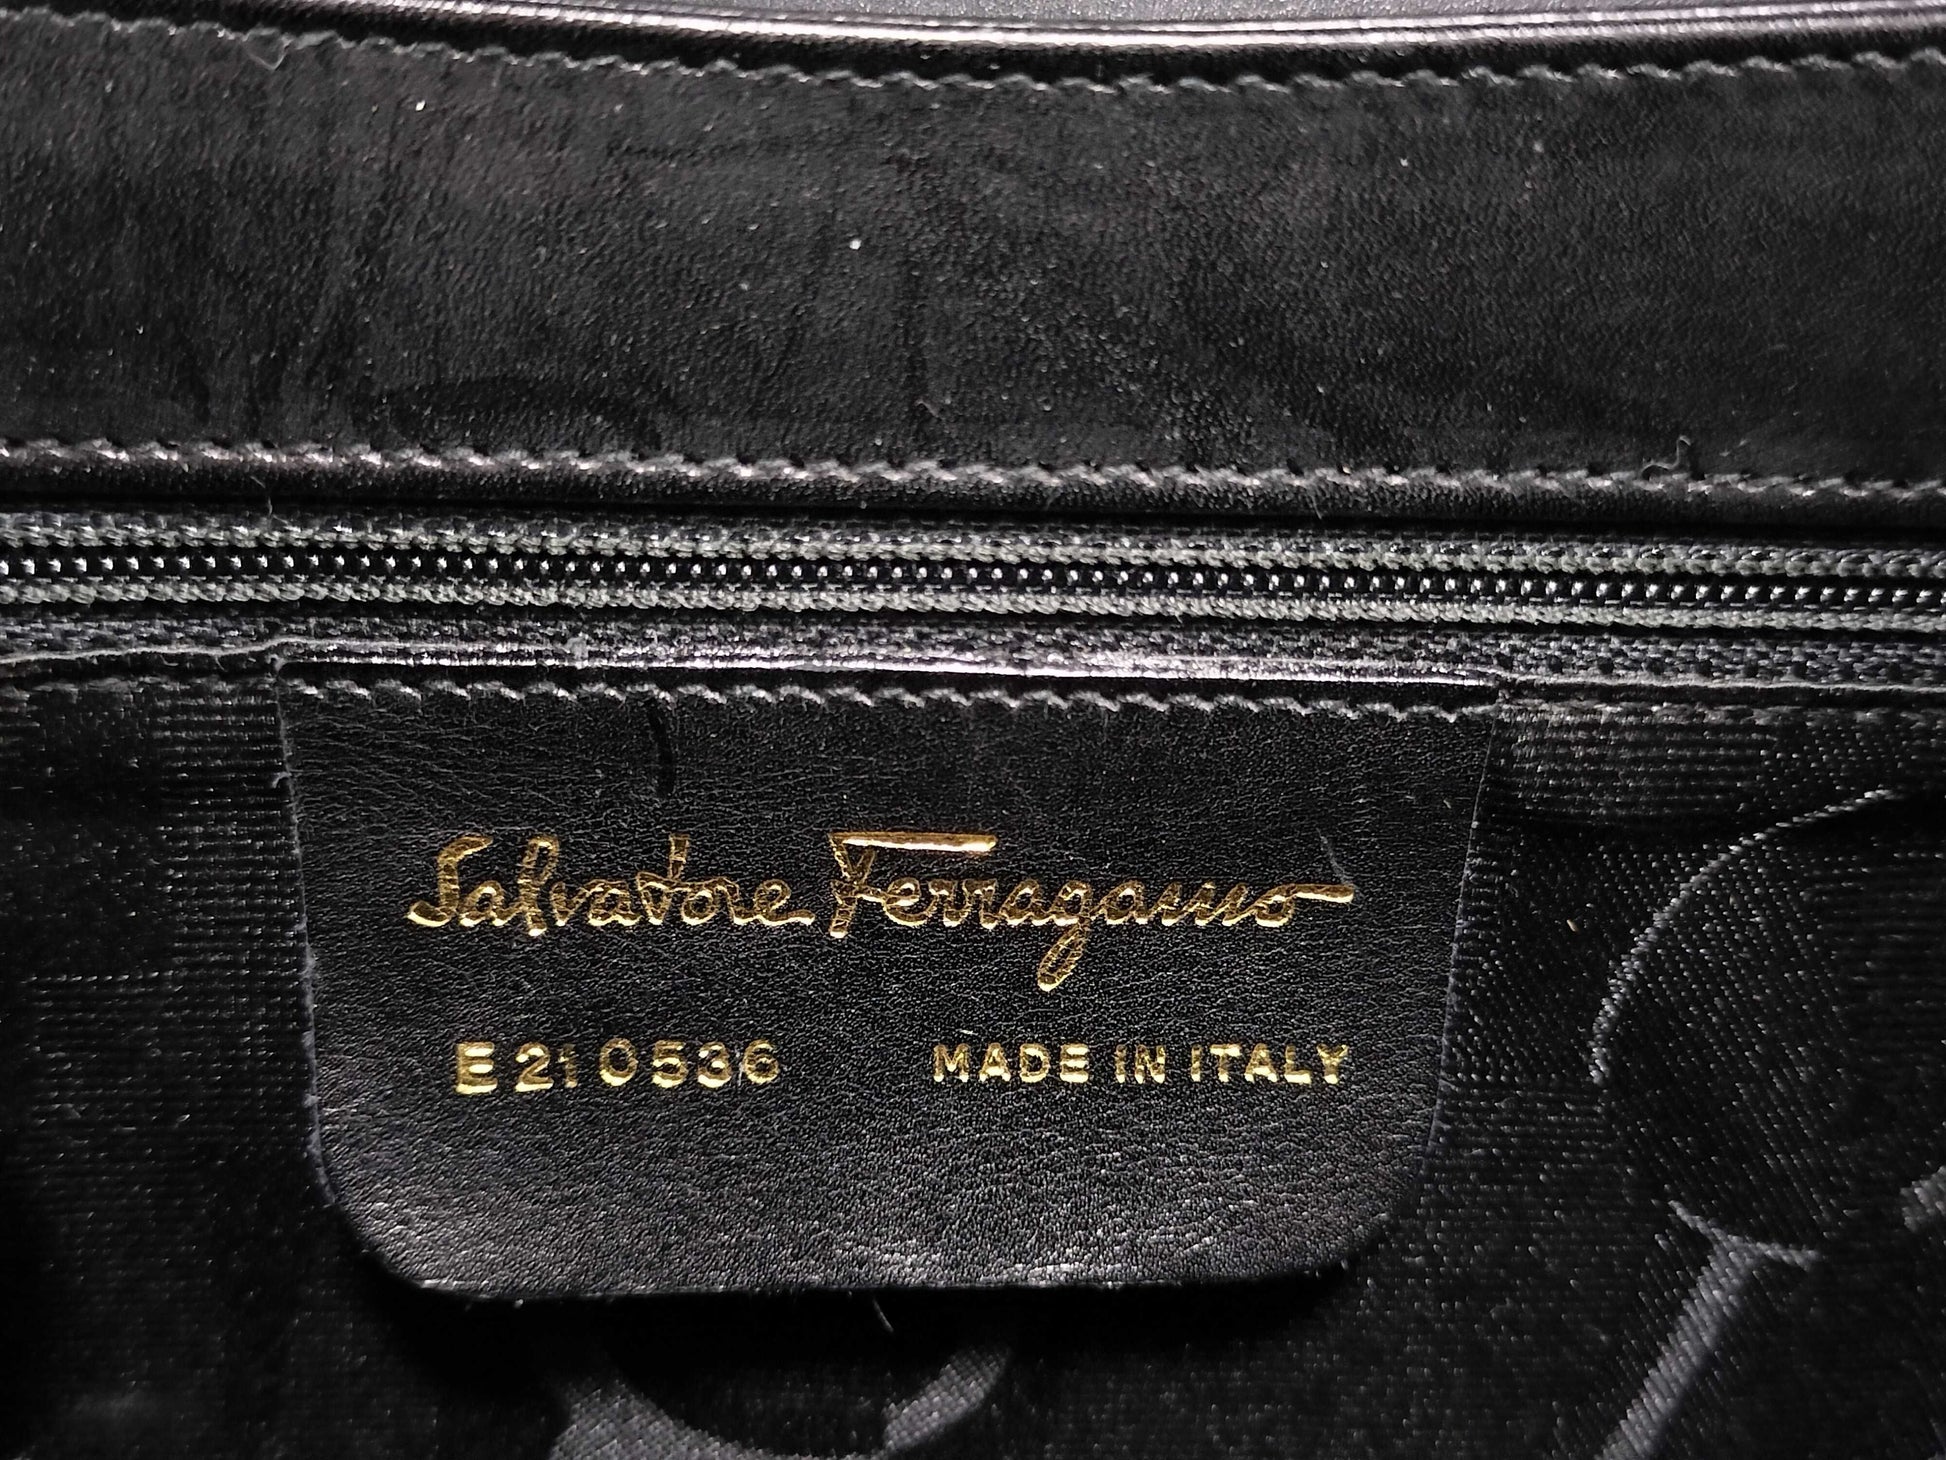 Salvatore Ferragamo
E210536 MADE IN ITALY